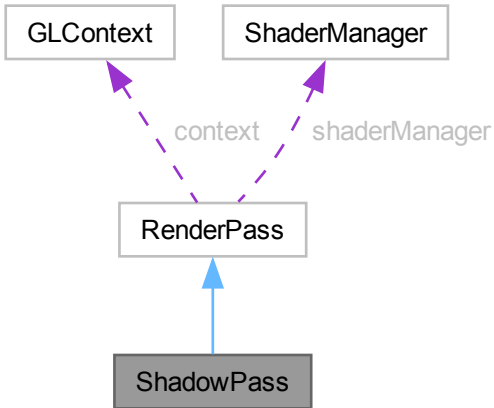 GLContext
ShaderManager
context
shaderManager
RenderPass
ShadowPass